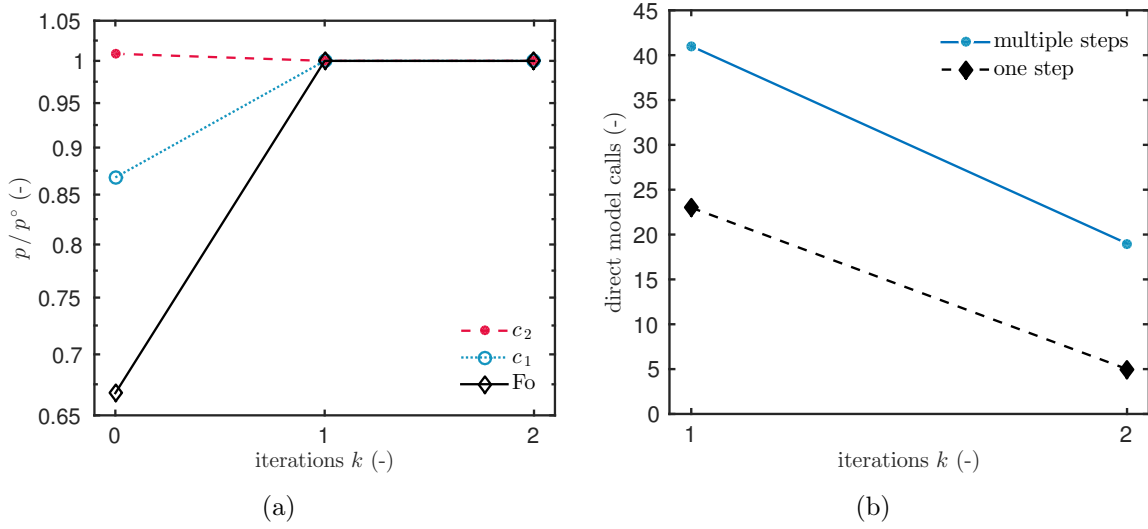 1.05
1
0.95
0.9
0.85
0.8
0.75
0.7
0.65
p / p° (-)
c₂
c₁
Fo
0 1 2
iterations k (-)
(a)
45
40
35
30
25
20
15
10
5
0
direct model calls (-)
multiple steps
one step
1 2
iterations k (-)
(b)